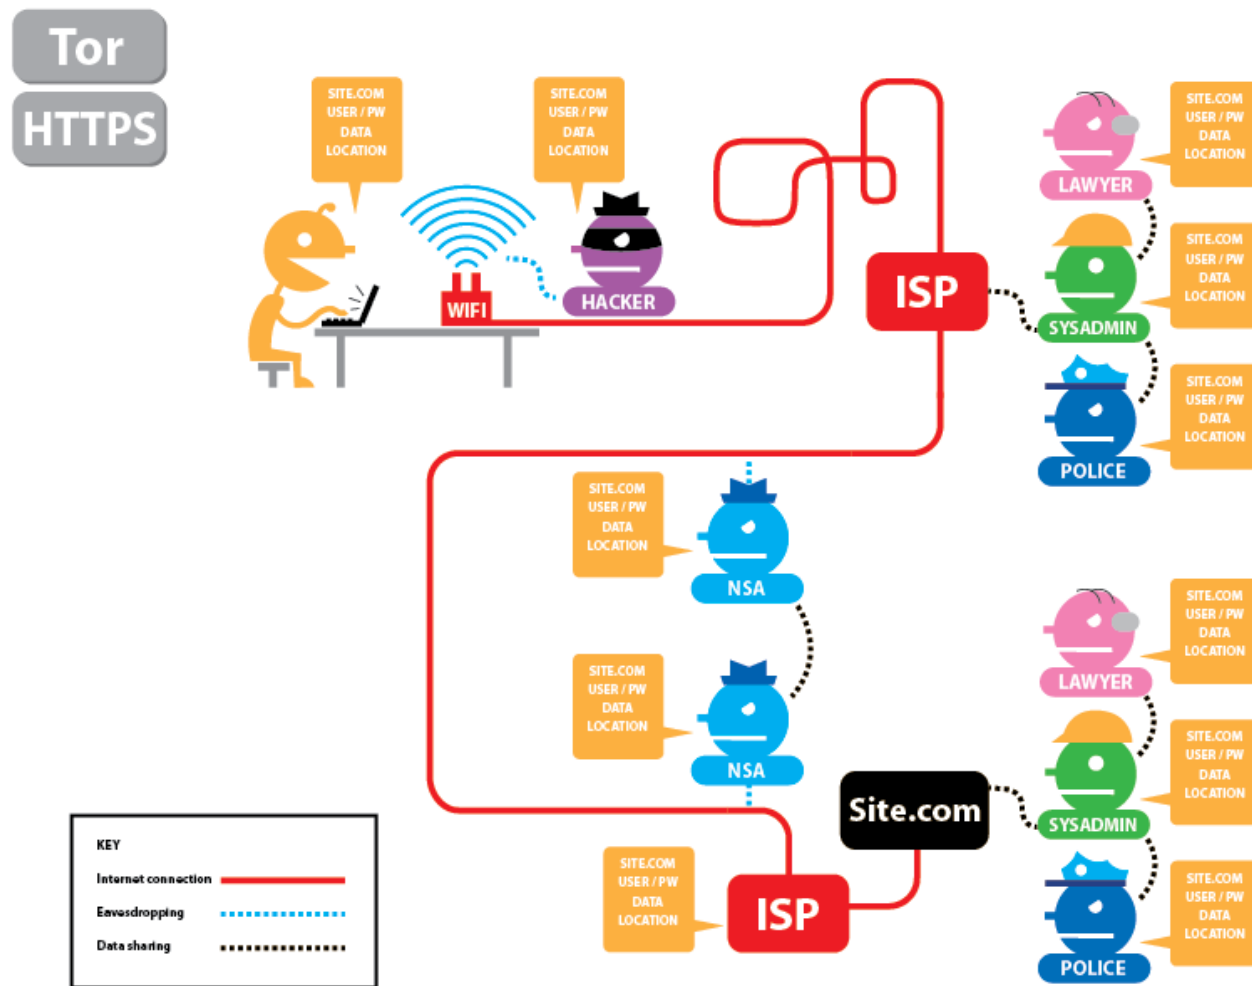 Tor
HTTPS
SITE.COM
USER / PW
DATA
LOCATION
SITE.COM
USER / PW
DATA
LOCATION
WIFI
HACKER
ISP
LAWYER
SITE.COM
USER / PW
DATA
LOCATION
SYSADMIN
SITE.COM
USER / PW
DATA
LOCATION
POLICE
SITE.COM
USER / PW
DATA
LOCATION
SITE.COM
USER / PW
DATA
LOCATION
NSA
SITE.COM
USER / PW
DATA
LOCATION
NSA
LAWYER
SITE.COM
USER / PW
DATA
LOCATION
Site.com
SYSADMIN
SITE.COM
USER / PW
DATA
LOCATION
SITE.COM
USER / PW
DATA
LOCATION
ISP
POLICE
SITE.COM
USER / PW
DATA
LOCATION
KEY
Internet connection
Eavesdropping
Data sharing